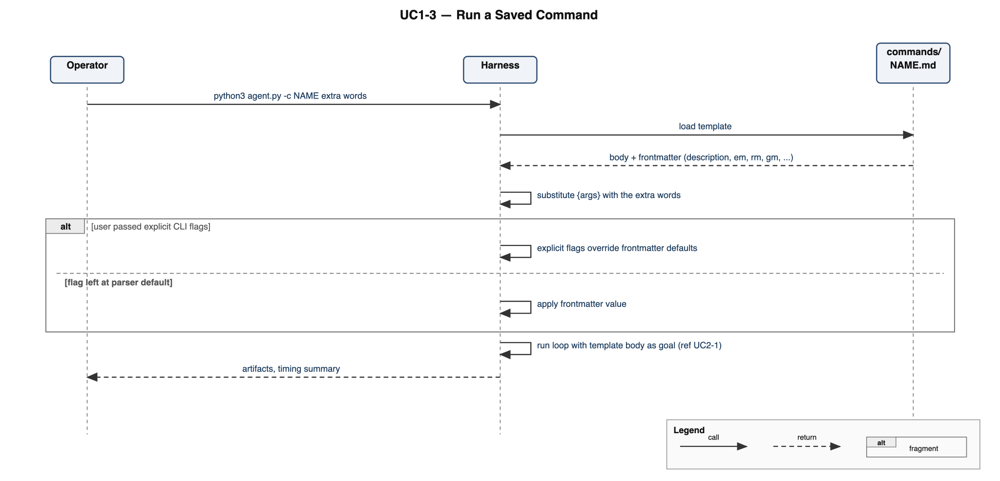 UC1-3 — Run a Saved Command
commands/
NAME.md
Operator
Harness
python3 agent.py -c NAME extra words
load template
body + frontmatter (description, em, rm, gm, ...)
substitute {args} with the extra words
alt
[user passed explicit CLI flags]
explicit flags override frontmatter defaults
[flag left at parser default]
apply frontmatter value
run loop with template body as goal (ref UC2-1)
artifacts, timing summary
Legend
call
return
alt
fragment